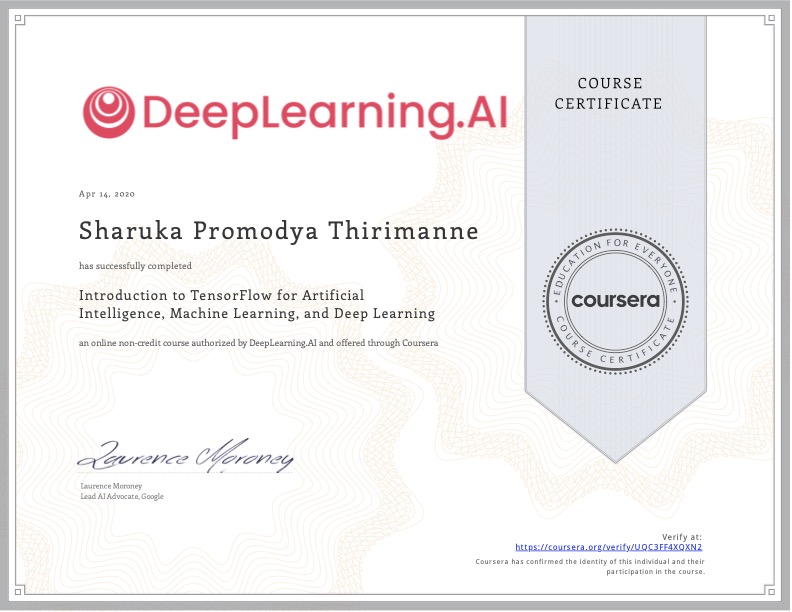 DeepLearning.AI
COURSE
CERTIFICATE
Apr 14, 2020
Sharuka Promodya Thirimanne
has successfully completed
Introduction to TensorFlow for Artificial
Intelligence, Machine Learning, and Deep Learning
an online non-credit course authorized by DeepLearning.AI and offered through Coursera
EDUCATION FOR EVERYONE
coursera
COURSE CERTIFICATE
Laurence Moroney
Laurence Moroney
Lead AI Advocate, Google
Verify at:
https://coursera.org/verify/UQC3FF4XQXN2
Coursera has confirmed the identity of this individual and their
participation in the course.